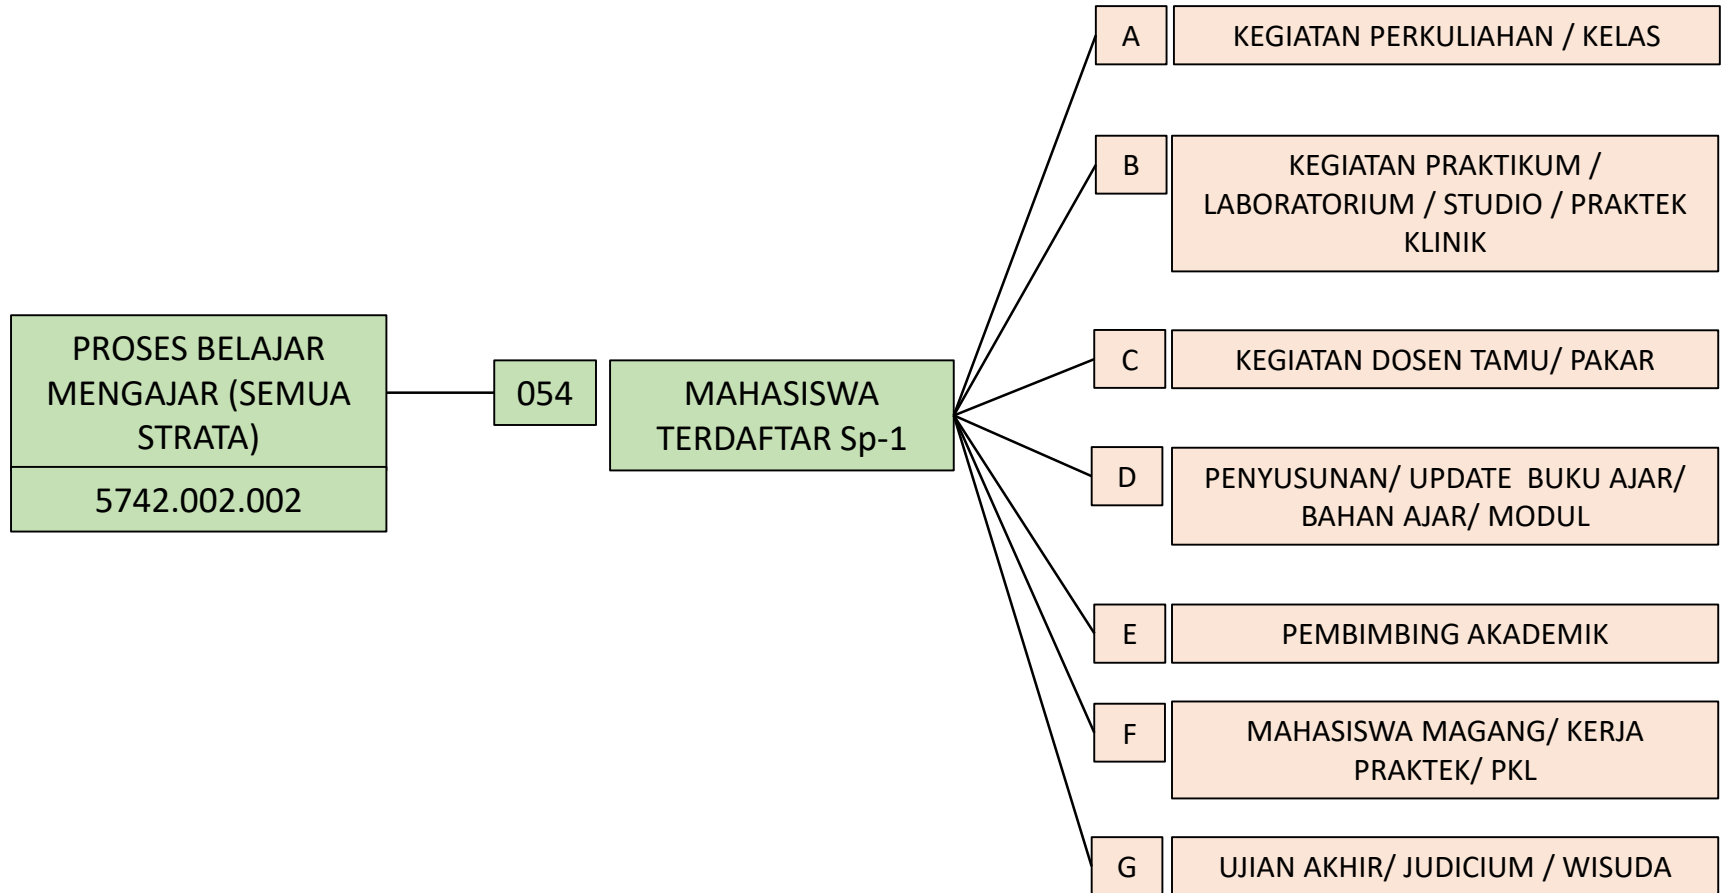 PROSES BELAJAR
MENGAJAR (SEMUA
STRATA)
5742.002.002
054
MAHASISWA
TERDAFTAR Sp-1
A
KEGIATAN PERKULIAHAN / KELAS
B
KEGIATAN PRAKTIKUM /
LABORATORIUM / STUDIO / PRAKTEK
KLINIK
C
KEGIATAN DOSEN TAMU/ PAKAR
D
PENYUSUNAN/ UPDATE BUKU AJAR/
BAHAN AJAR/ MODUL
E
PEMBIMBING AKADEMIK
F
MAHASISWA MAGANG/ KERJA
PRAKTEK/ PKL
G
UJIAN AKHIR/ JUDICIUM / WISUDA